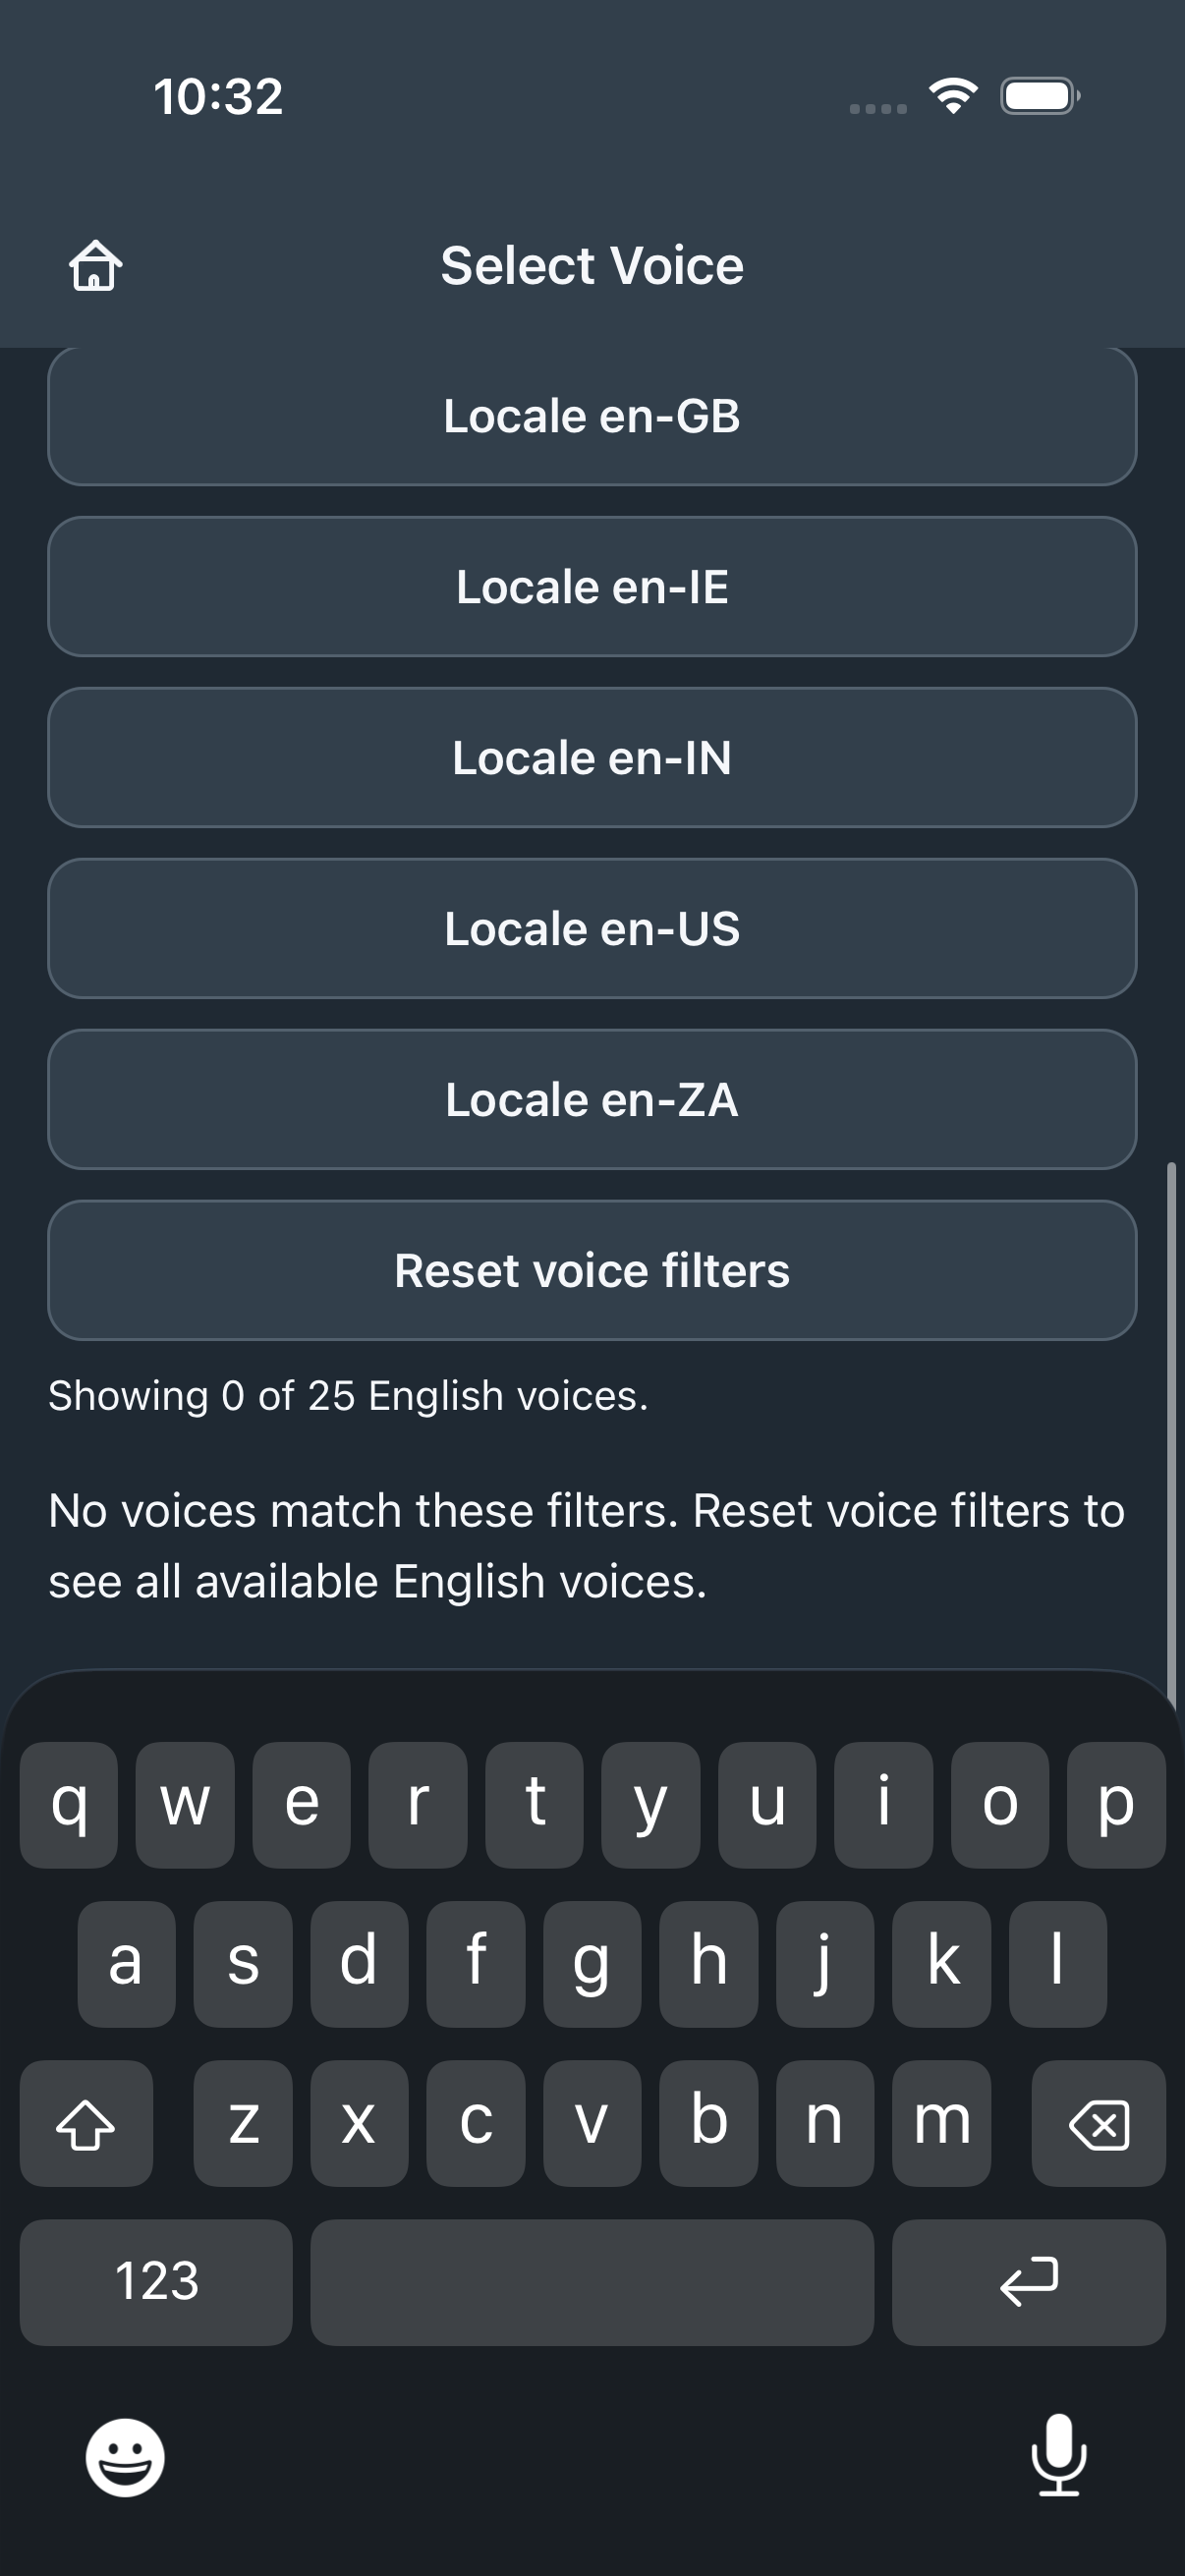 10:32
Select Voice
Locale en-GB
Locale en-IE
Locale en-IN
Locale en-US
Locale en-ZA
Reset voice filters
Showing 0 of 25 English voices.
No voices match these filters. Reset voice filters to
see all available English voices.
q w e r t y u i o p
a s d f g h j k l
z x c v b n m
123